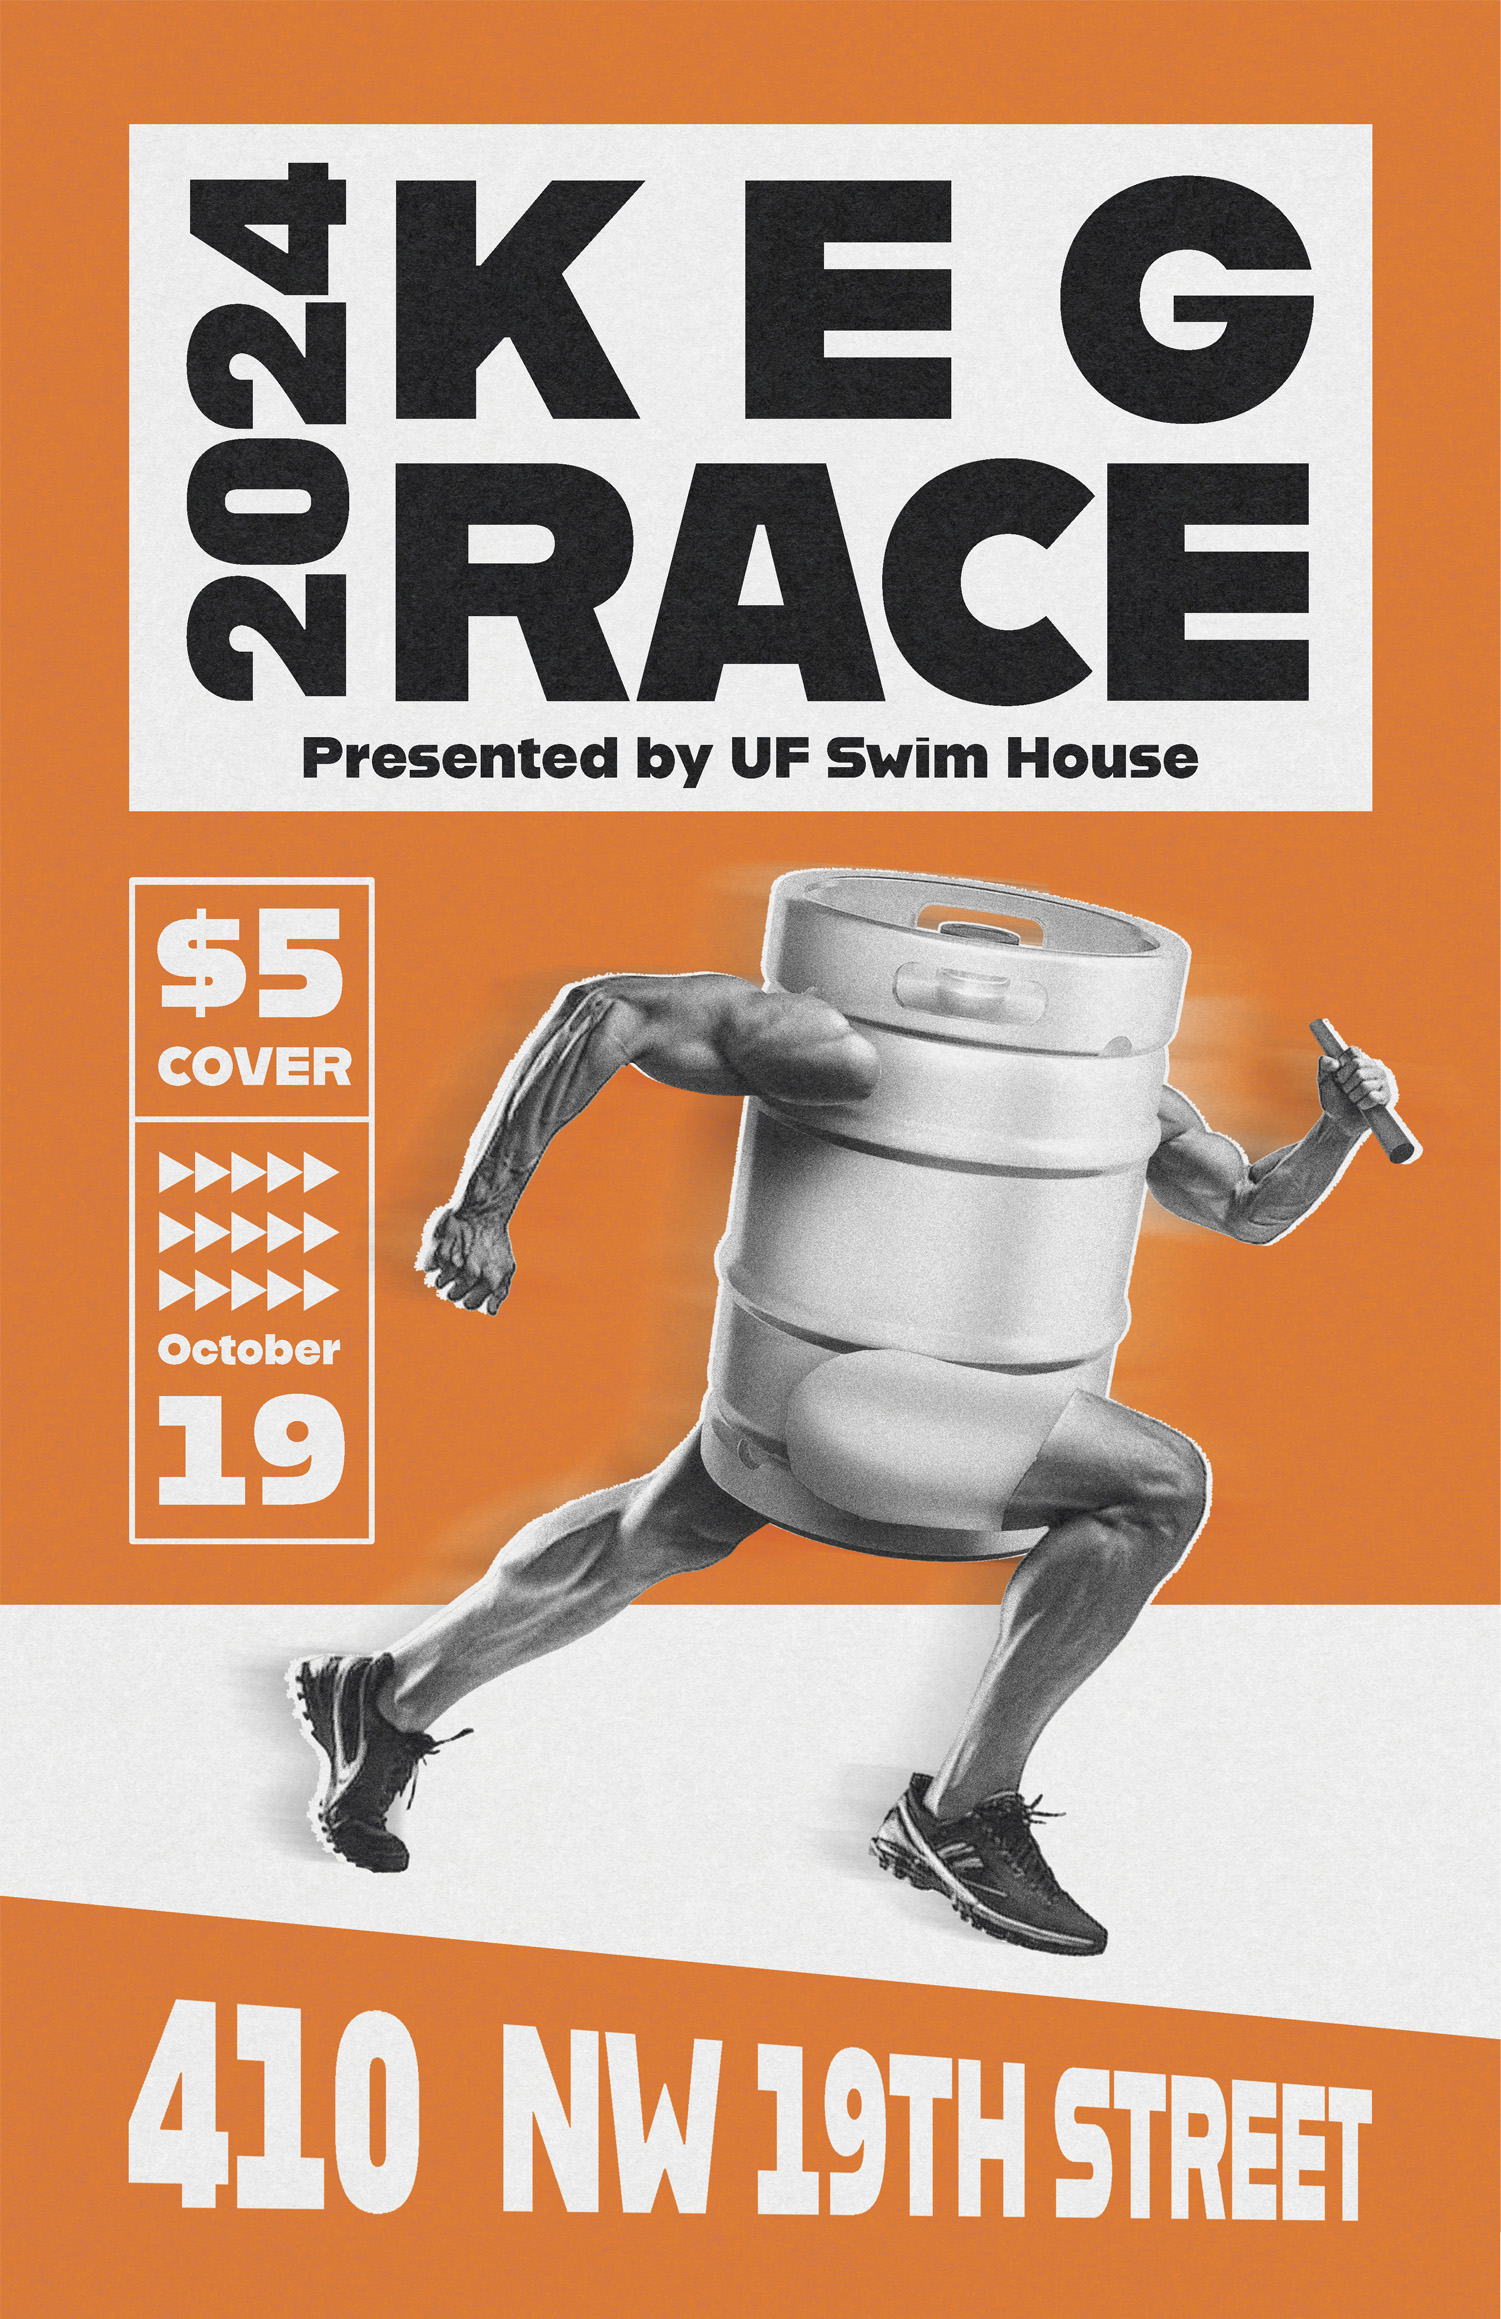 2024
KEG
RACE
Presented by UF Swim House
$5
COVER
October
19
410 NW 19TH STREET